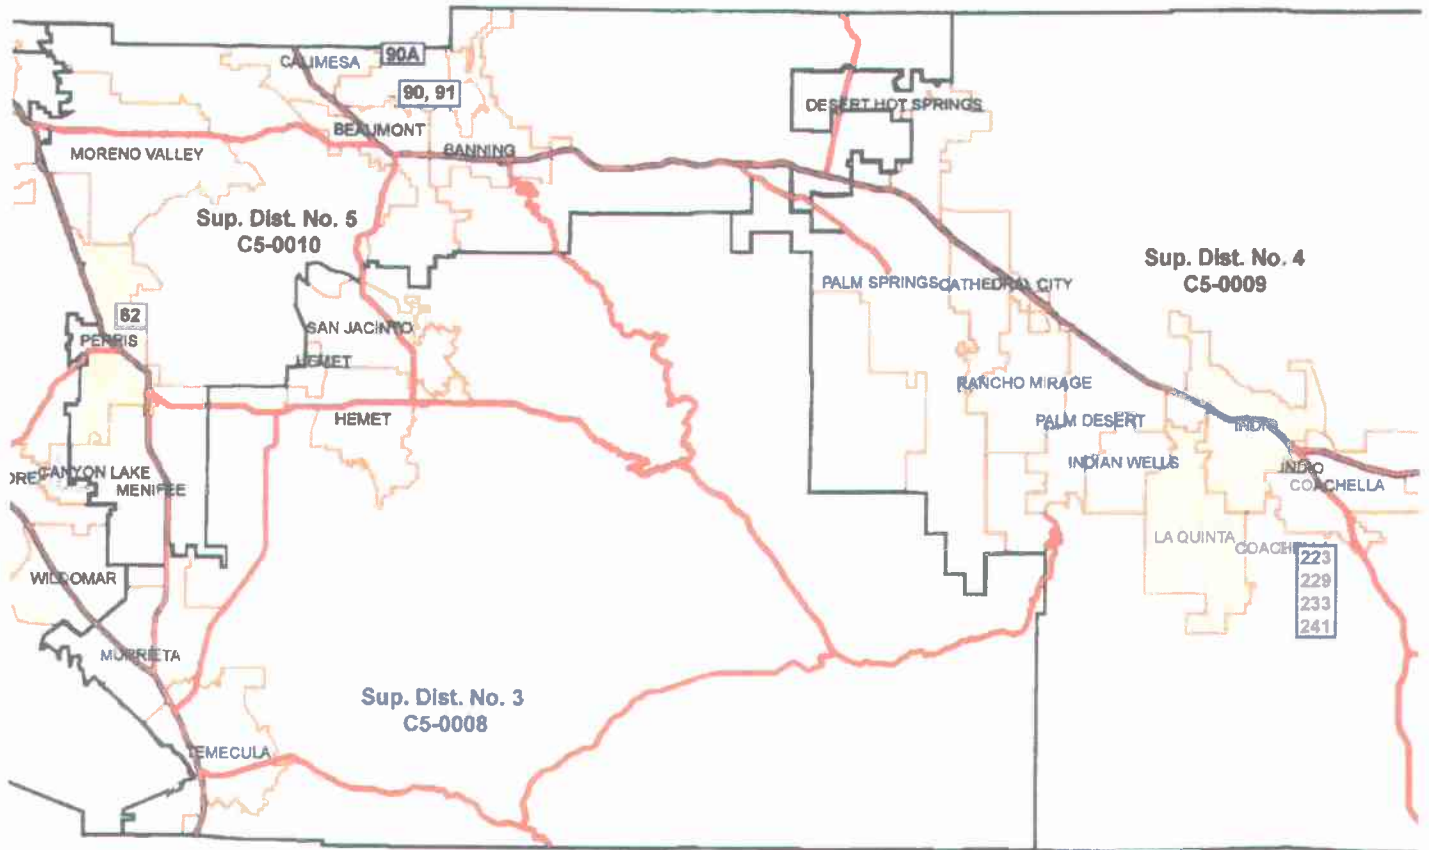 CALIMESA
90A
90, 91
DESERT HOT SPRINGS
BEAUMONT
BANNING
MORENO VALLEY
Sup. Dist. No. 5
C5-0010
Sup. Dist. No. 4
C5-0009
PALM SPRINGS
CATHEDRAL CITY
62
SAN JACINTO
PERRIS
HEMET
RANCHO MIRAGE
HEMET
PALM DESERT
INDIO
INDIAN WELLS
INDIO
CANYON LAKE
MENIFEE
COACHELLA
LA QUINTA
COACHELLA
223
229
233
241
WILDOMAR
MURRIETA
Sup. Dist. No. 3
C5-0008
TEMECULA